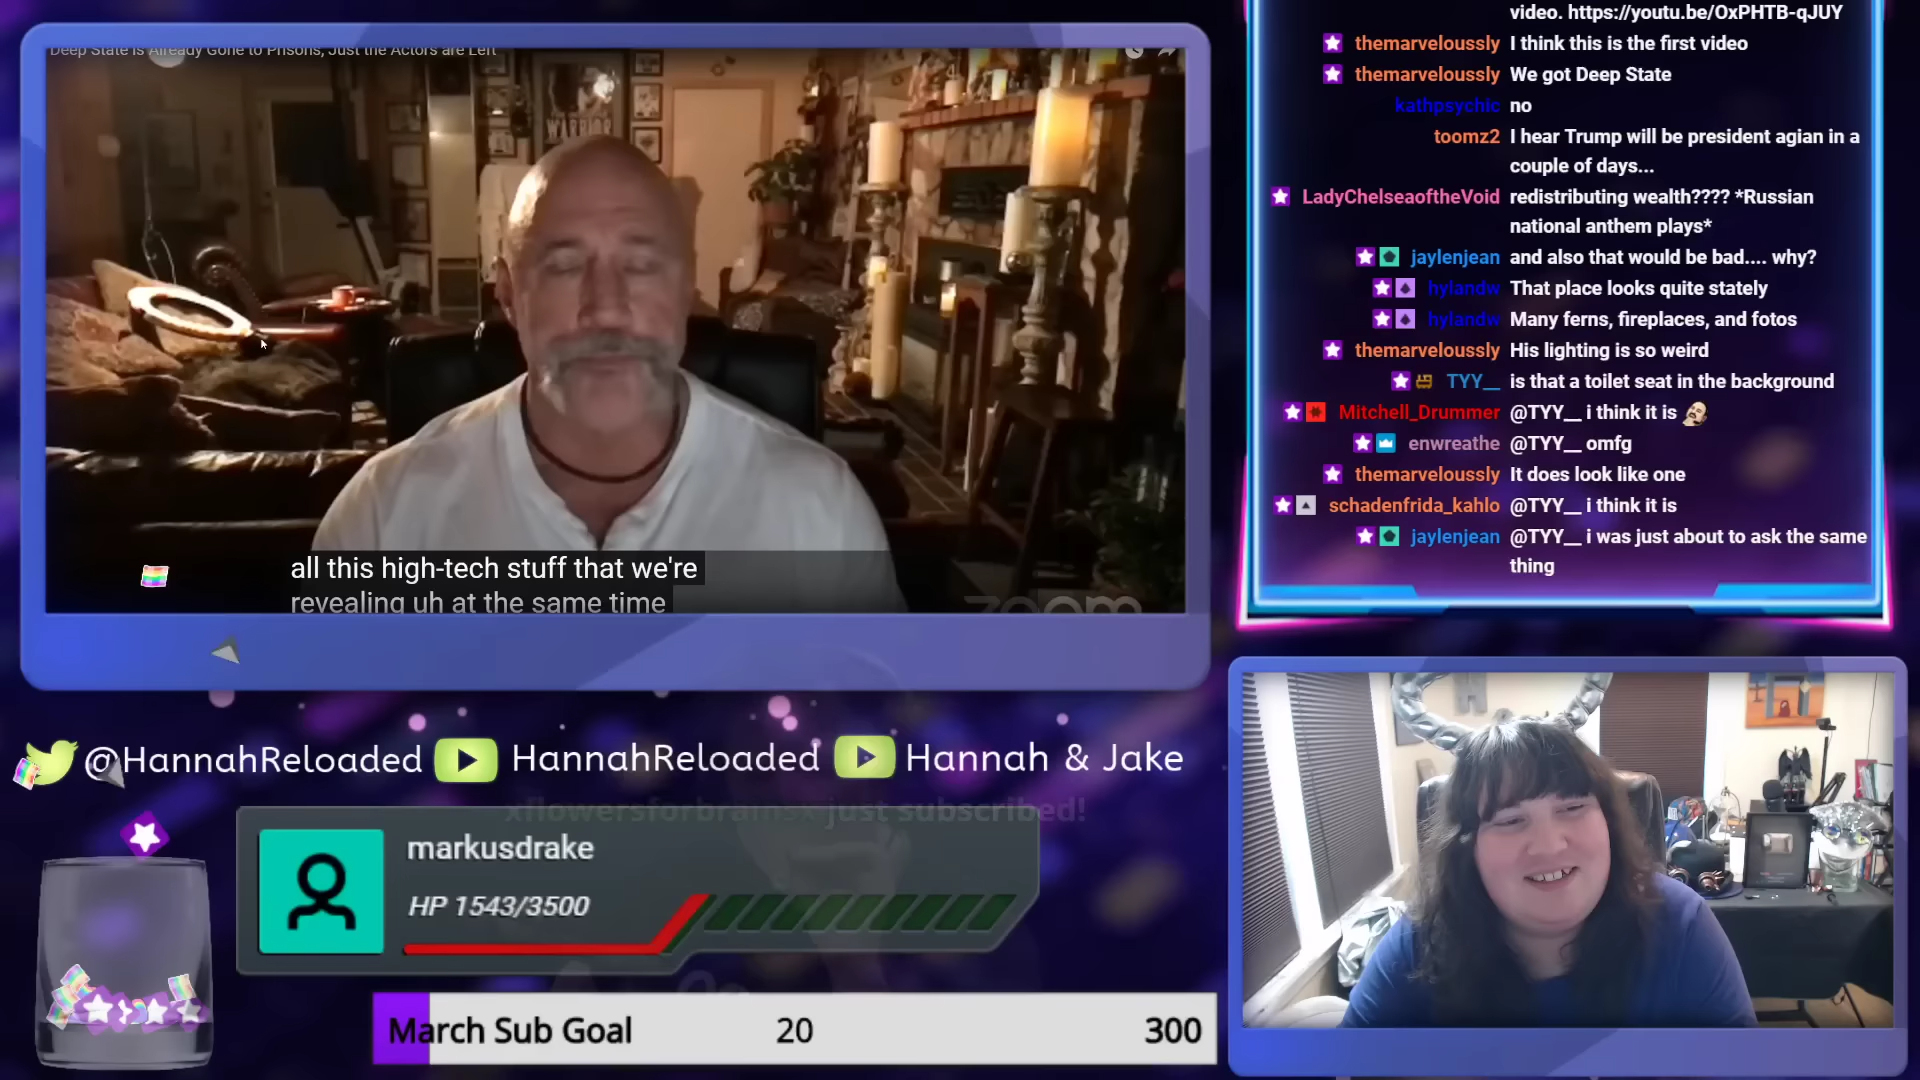 Deep State is Already Gone to Prisons, Just the Actors are Left
WARRIOR
all this high-tech stuff that we're
revealing uh at the same time
zoom
video. https://youtu.be/OxPHTB-qJUY
themarveloussly I think this is the first video
themarveloussly We got Deep State
kathpsychic no
toomz2 I hear Trump will be president agian in a
couple of days...
LadyChelseaoftheVoid redistributing wealth???? *Russian
national anthem plays*
jaylenjean and also that would be bad.... why?
hylandw That place looks quite stately
hylandw Many ferns, fireplaces, and fotos
themarveloussly His lighting is so weird
TYY__ is that a toilet seat in the background
Mitchell_Drummer @TYY__ i think it is
enwreathe @TYY__ omfg
themarveloussly It does look like one
schadenfrida_kahlo @TYY__ i think it is
jaylenjean @TYY__ i was just about to ask the same
thing
@HannahReloaded HannahReloaded Hannah & Jake
xflowersforbrainsx just subscribed!
markusdrake
HP 1543/3500
March Sub Goal 20 300